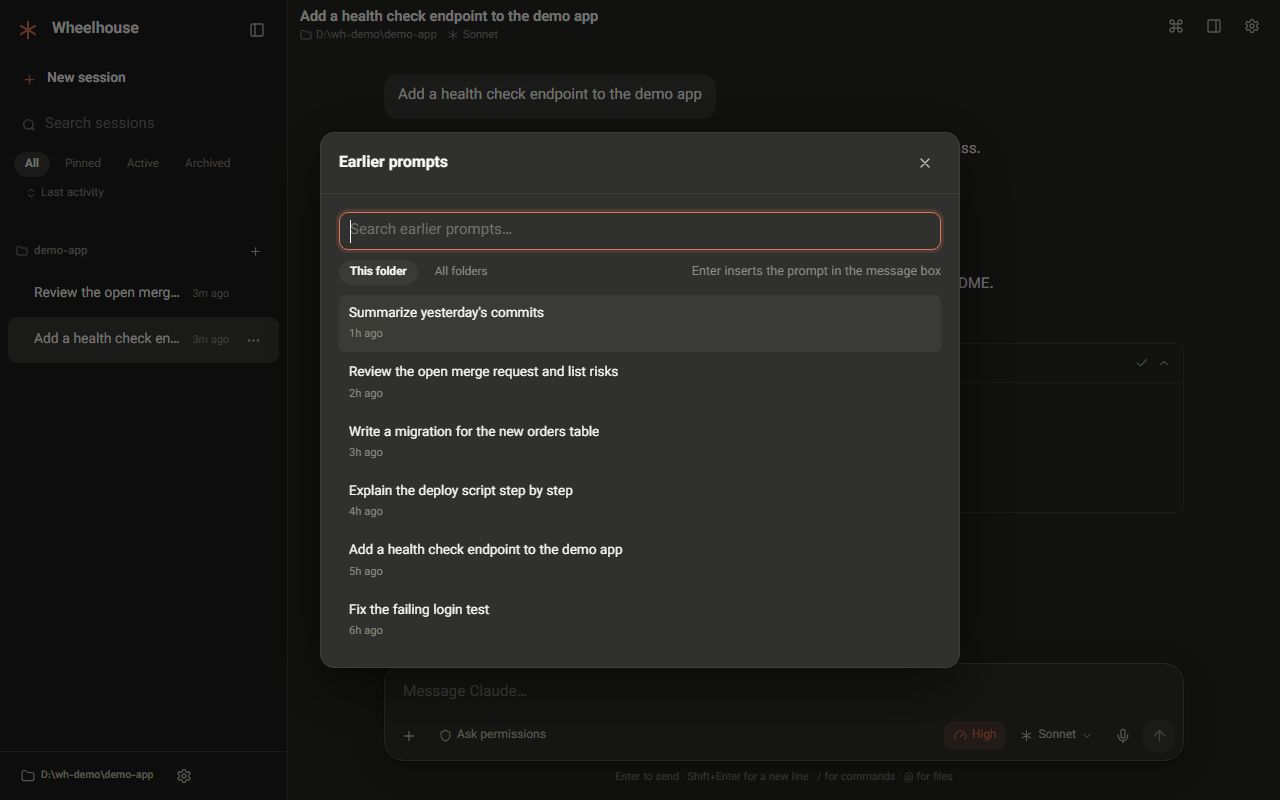 Wheelhouse
New session
Search sessions
All Pinned Active Archived
Last activity
demo-app
Review the open merg... 3m ago
Add a health check en... 3m ago
D:\wh-demo\demo-app
Add a health check endpoint to the demo app
D:\wh-demo\demo-app Sonnet
Add a health check endpoint to the demo app
ss.
DME.
Earlier prompts
Search earlier prompts...
This folder All folders Enter inserts the prompt in the message box
Summarize yesterday's commits
1h ago
Review the open merge request and list risks
2h ago
Write a migration for the new orders table
3h ago
Explain the deploy script step by step
4h ago
Add a health check endpoint to the demo app
5h ago
Fix the failing login test
6h ago
Message Claude...
Ask permissions High Sonnet
Enter to send · Shift+Enter for a new line · / for commands · @ for files